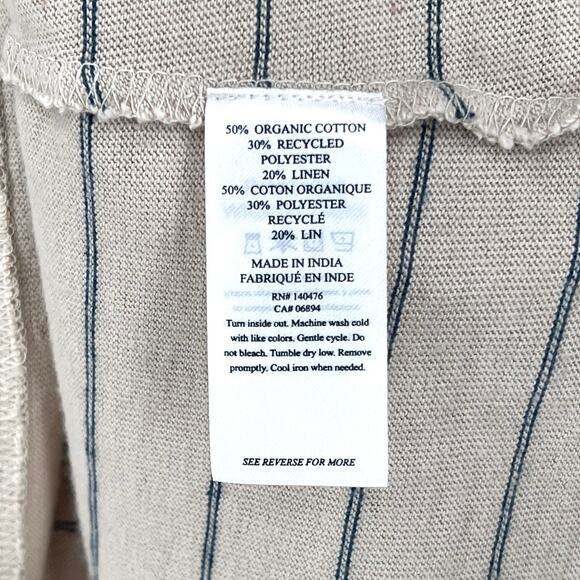 50% ORGANIC COTTON
30% RECYCLED
POLYESTER
20% LINEN
50% COTON ORGANIQUE
30% POLYESTER
RECYCLÉ
20% LIN
MADE IN INDIA
FABRIQUÉ EN INDE
RN# 140476
CA# 06894
Turn inside out. Machine wash cold
with like colors. Gentle cycle. Do
not bleach. Tumble dry low. Remove
promptly. Cool iron when needed.
SEE REVERSE FOR MORE